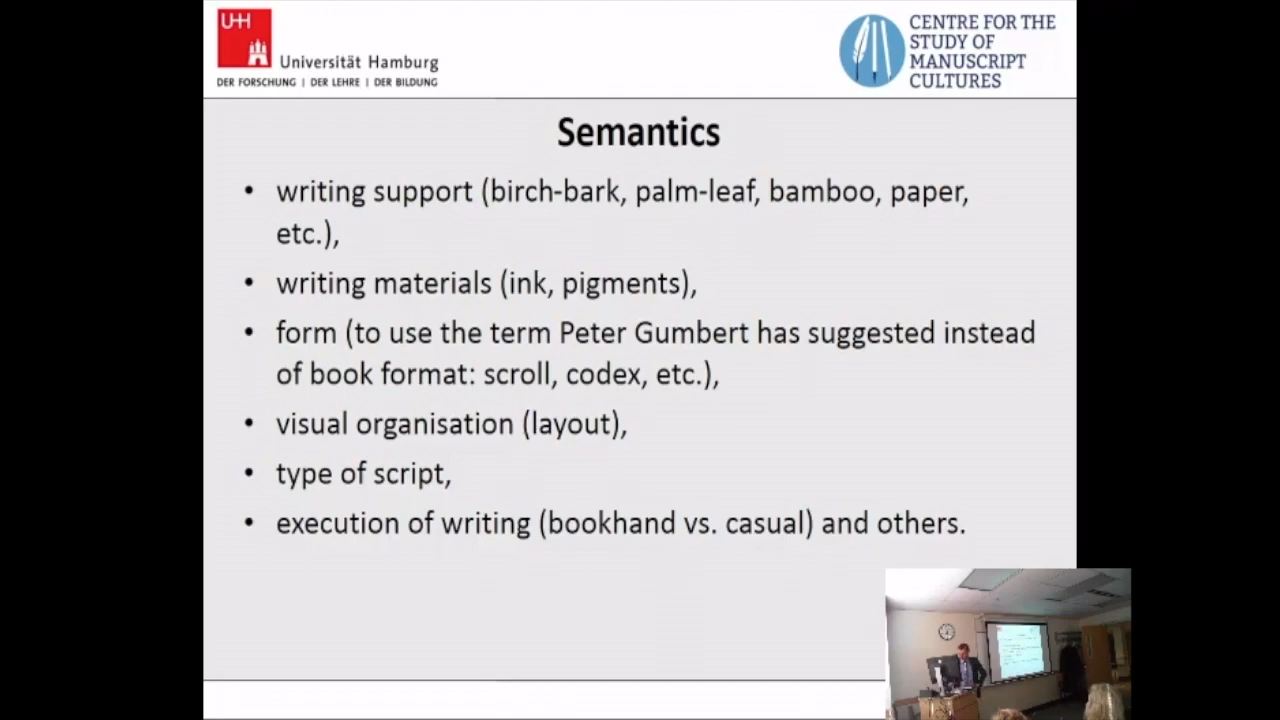 UHH
Universität Hamburg
DER FORSCHUNG | DER LEHRE | DER BILDUNG
CENTRE FOR THE
STUDY OF
MANUSCRIPT
CULTURES
Semantics
• writing support (birch-bark, palm-leaf, bamboo, paper,
etc.),
• writing materials (ink, pigments),
• form (to use the term Peter Gumbert has suggested instead
of book format: scroll, codex, etc.),
• visual organisation (layout),
• type of script,
• execution of writing (bookhand vs. casual) and others.